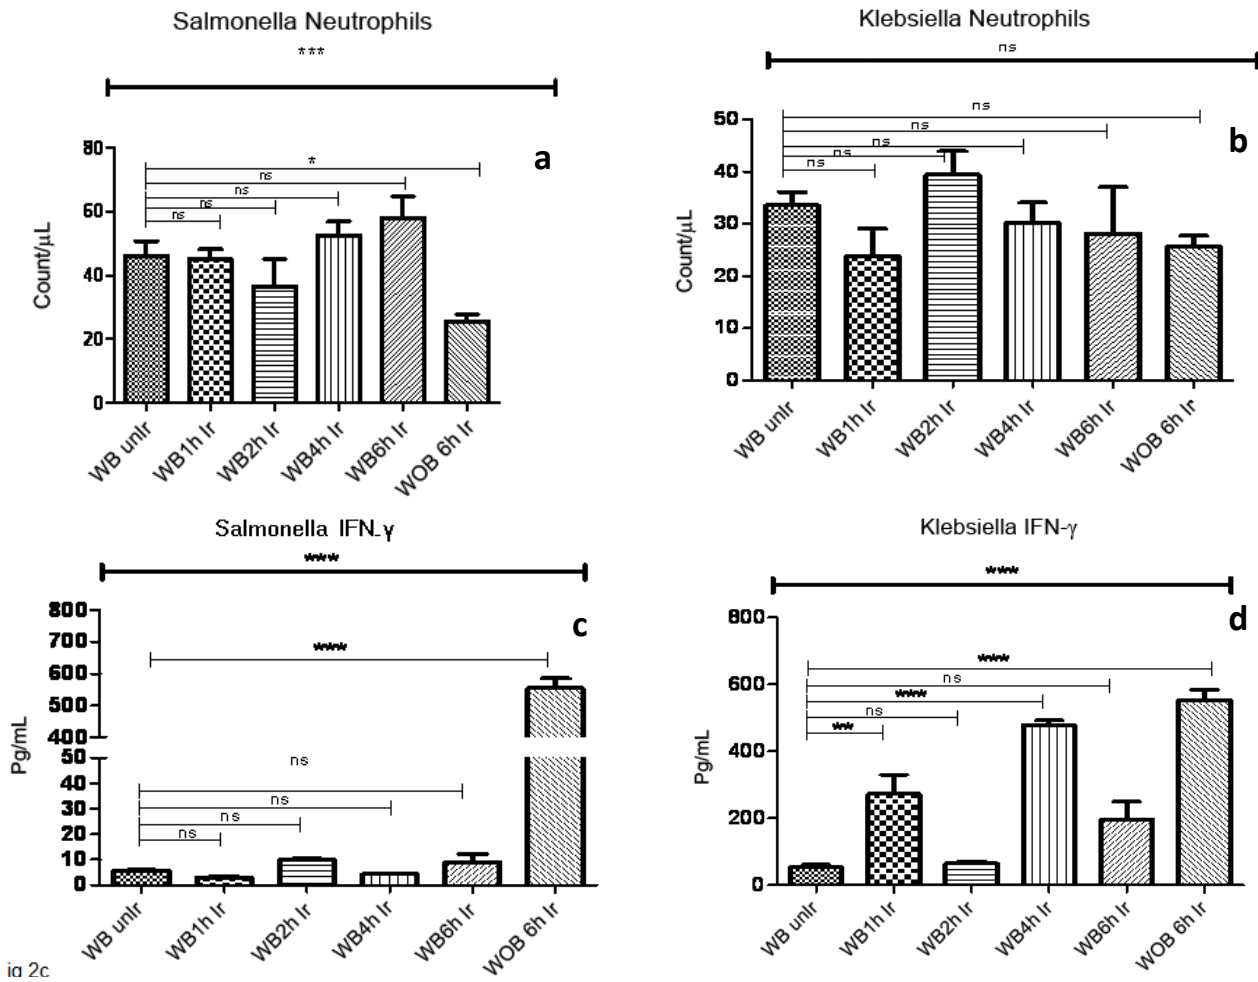 Salmonella Neutrophils
***
a
80
60
40
20
0
Count/µL
*
ns
ns
ns
ns
WB unIr
WB1h Ir
WB2h Ir
WB4h Ir
WB6h Ir
WOB 6h Ir
Klebsiella Neutrophils
ns
b
50
40
30
20
10
0
Count/µL
ns
ns
ns
ns
ns
WB unIr
WB1h Ir
WB2h Ir
WB4h Ir
WB6h Ir
WOB 6h Ir
Salmonella IFN-γ
***
c
800
700
600
500
400
50
40
30
20
10
0
Pg/mL
***
ns
ns
ns
ns
WB unIr
WB1h Ir
WB2h Ir
WB4h Ir
WB6h Ir
WOB 6h Ir
Klebsiella IFN-γ
***
d
800
600
400
200
0
Pg/mL
***
ns
***
ns
**
WB unIr
WB1h Ir
WB2h Ir
WB4h Ir
WB6h Ir
WOB 6h Ir
ig 2c